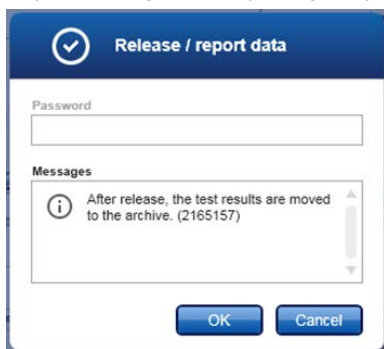 Release / report data
Password
Messages
After release, the test results are moved
to the archive. (2165157)
OK
Cancel